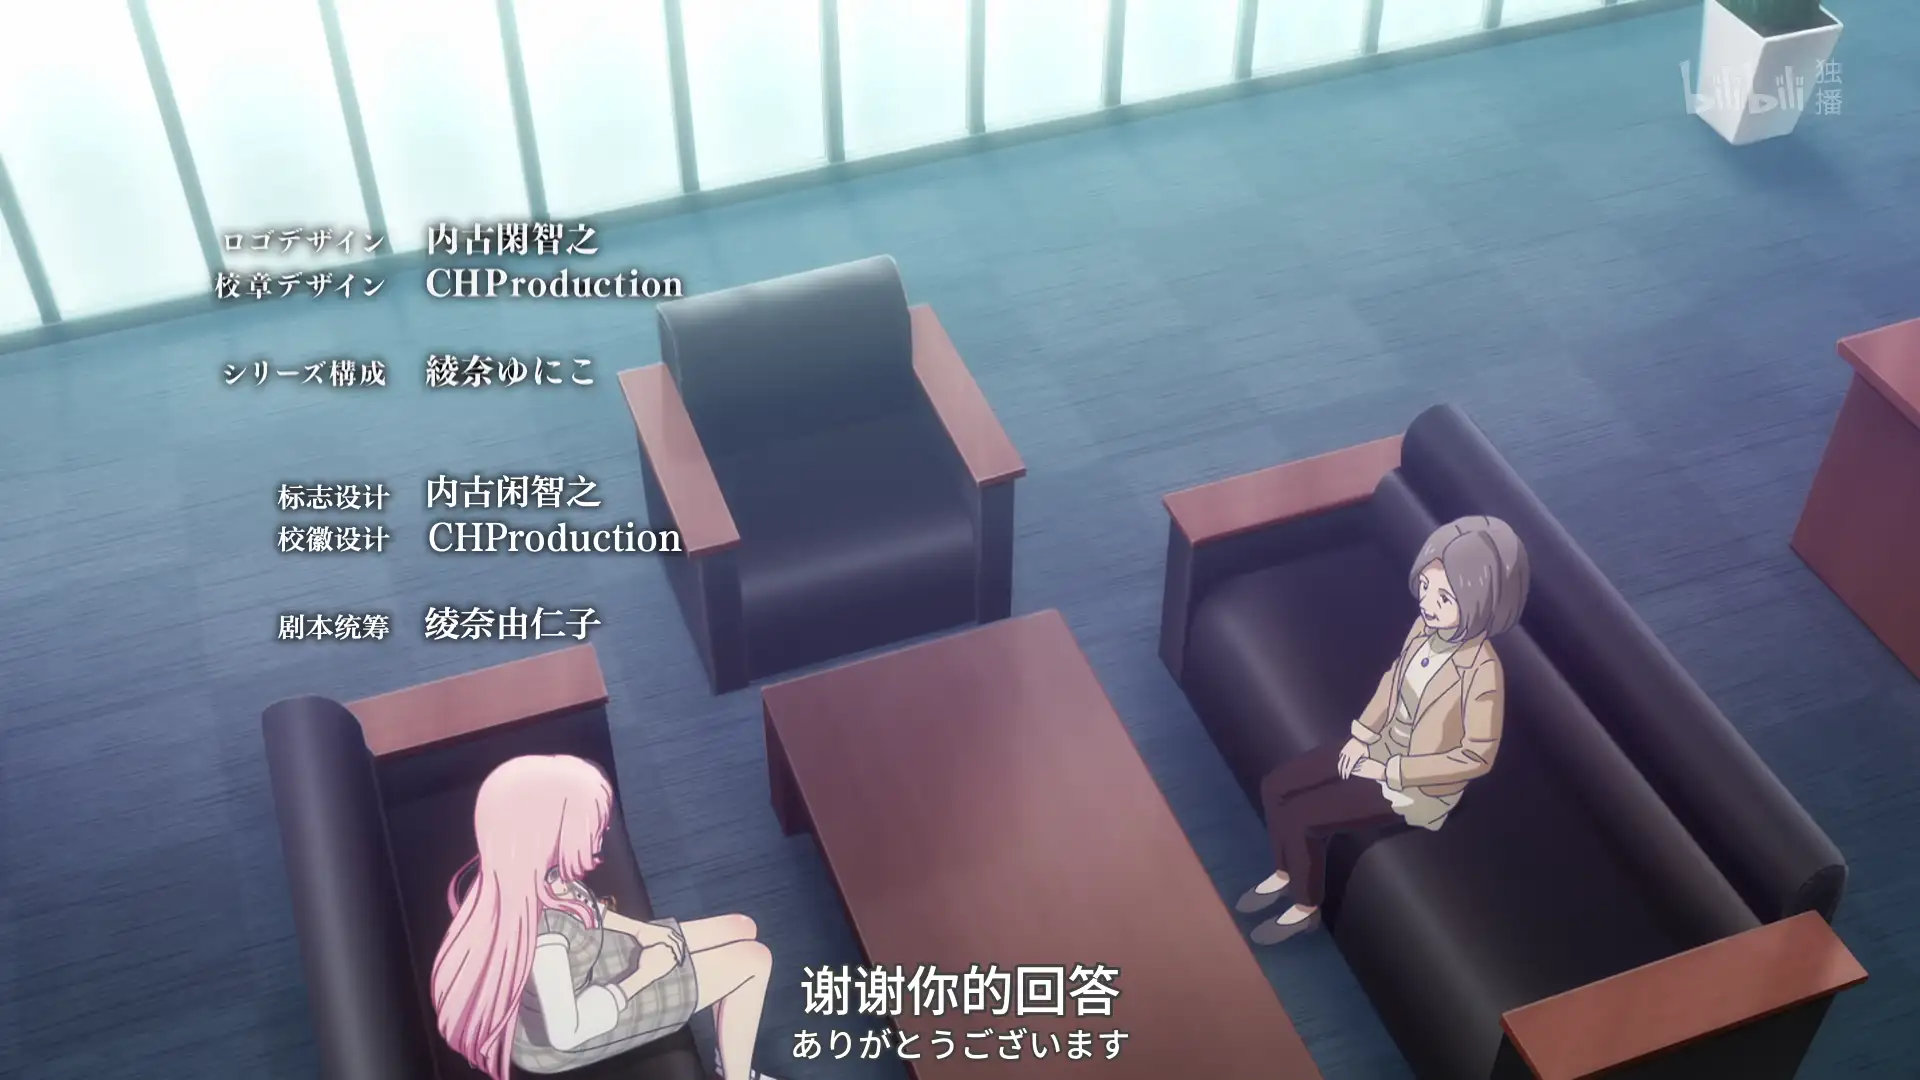 bilibili 独播
ロゴデザイン 内古閑智之
校章デザイン CHProduction
シリーズ構成 綾奈ゆにこ
标志设计 内古闲智之
校徽设计 CHProduction
剧本统筹 绫奈由仁子
谢谢你的回答
ありがとうございます